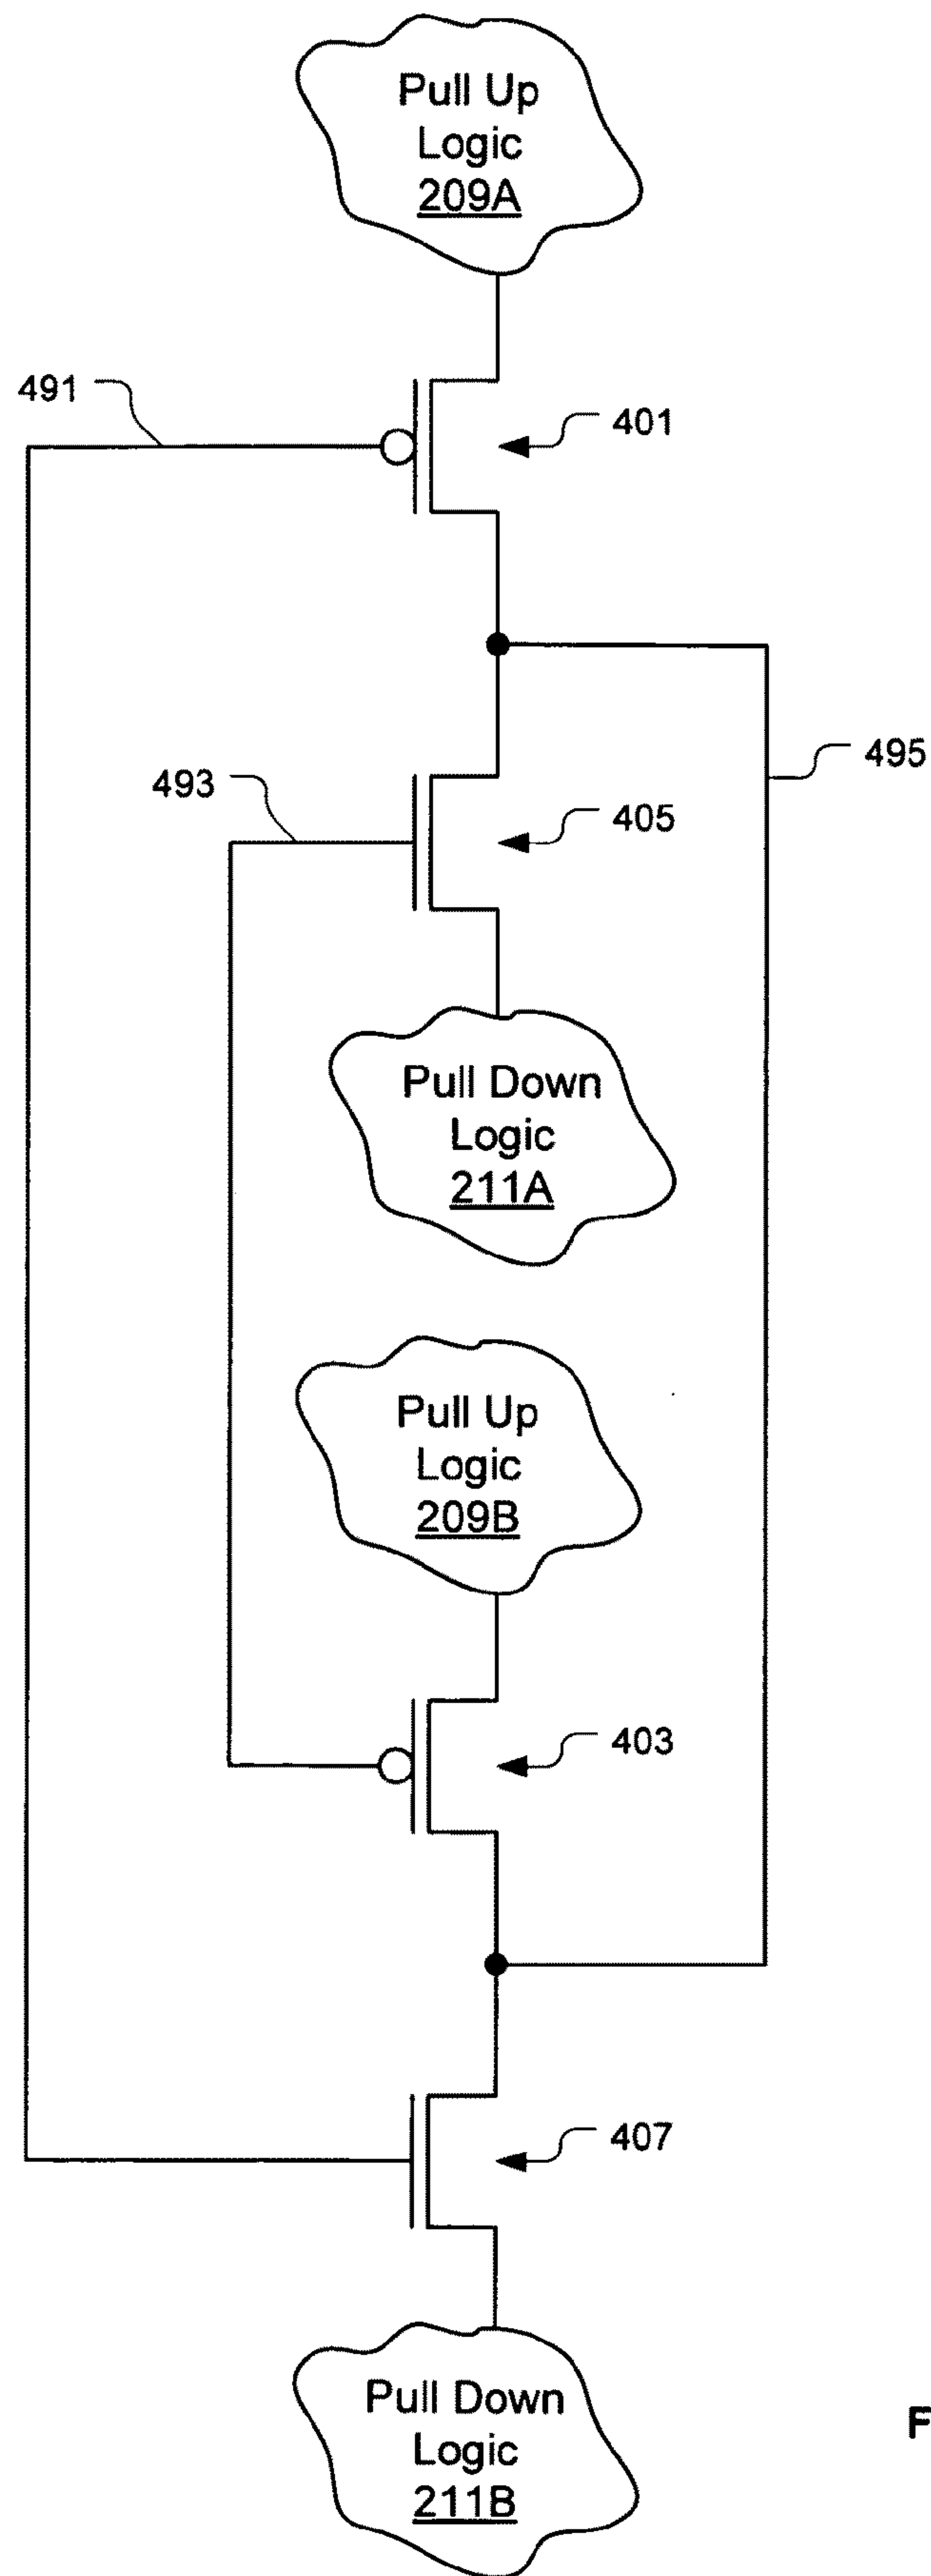 Pull Up
Logic
209A
491
401
495
493
405
Pull Down
Logic
211A
Pull Up
Logic
209B
403
407
Pull Down
Logic
211B
F